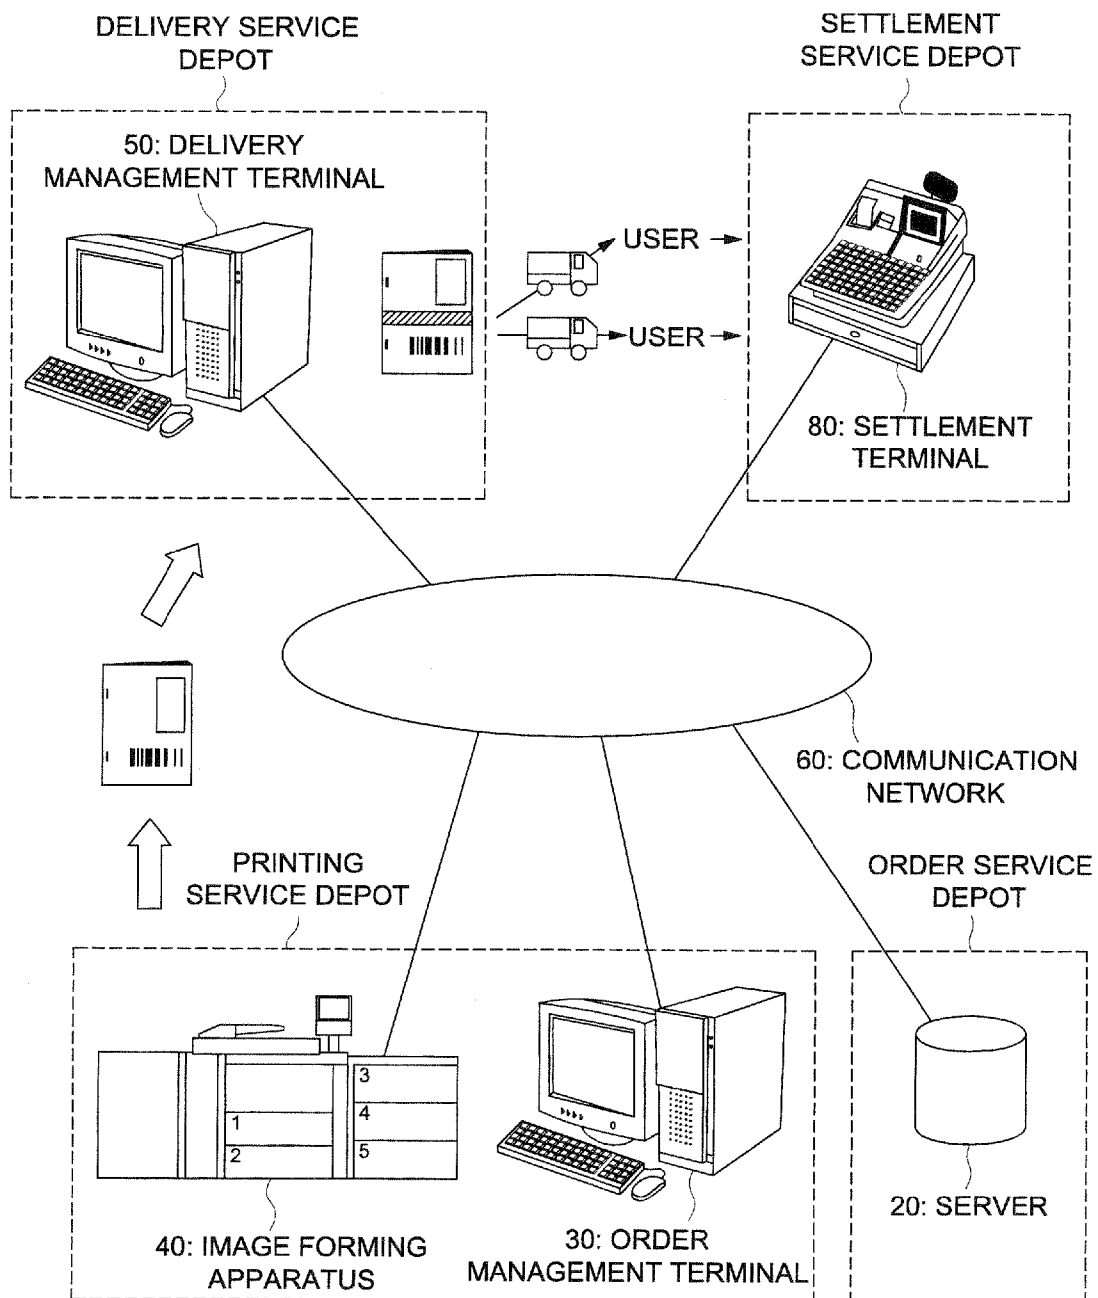 DELIVERY SERVICE
DEPOT
SETTLEMENT
SERVICE DEPOT
50: DELIVERY
MANAGEMENT TERMINAL
USER
USER
80: SETTLEMENT
TERMINAL
60: COMMUNICATION
NETWORK
PRINTING
SERVICE DEPOT
ORDER SERVICE
DEPOT
1
2
3
4
5
40: IMAGE FORMING
APPARATUS
30: ORDER
MANAGEMENT TERMINAL
20: SERVER